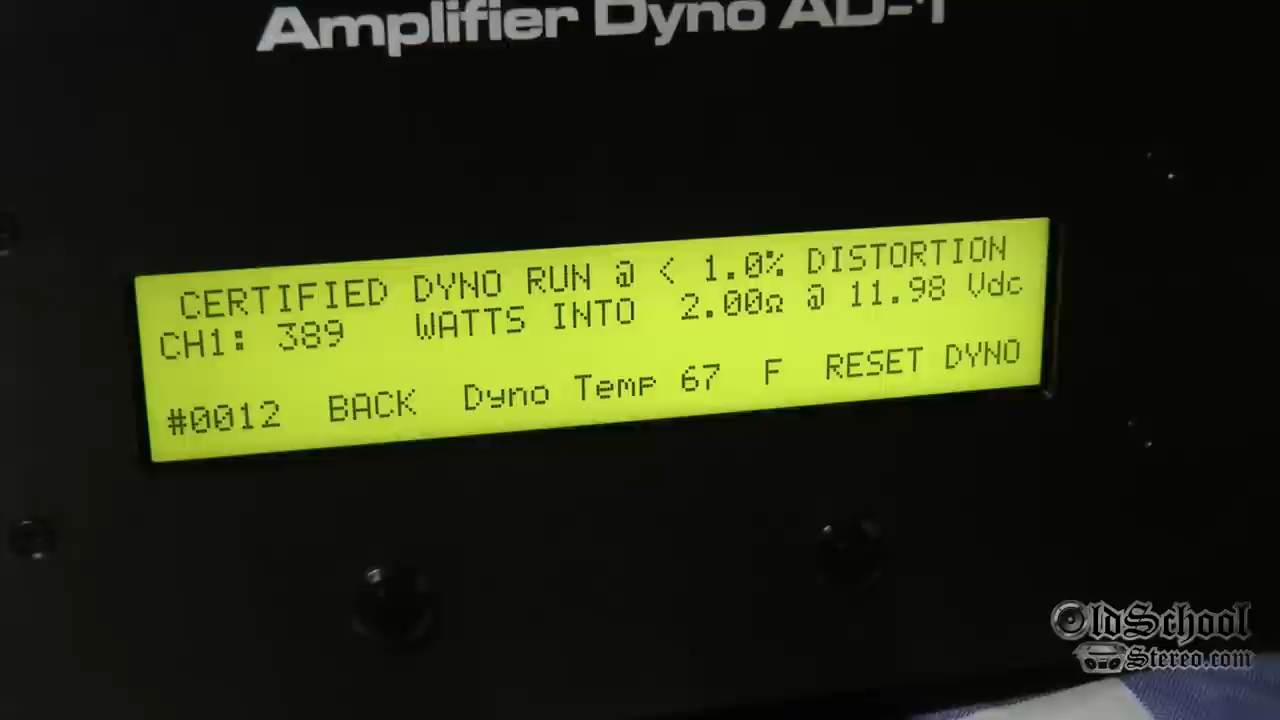 Amplifier Dyno AD-1
CERTIFIED DYNO RUN @ < 1.0% DISTORTION
CH1: 389 WATTS INTO 2.00Ω @ 11.98 Vdc
#0012 BACK Dyno Temp 67 F RESET DYNO
OldSchool
Stereo.com